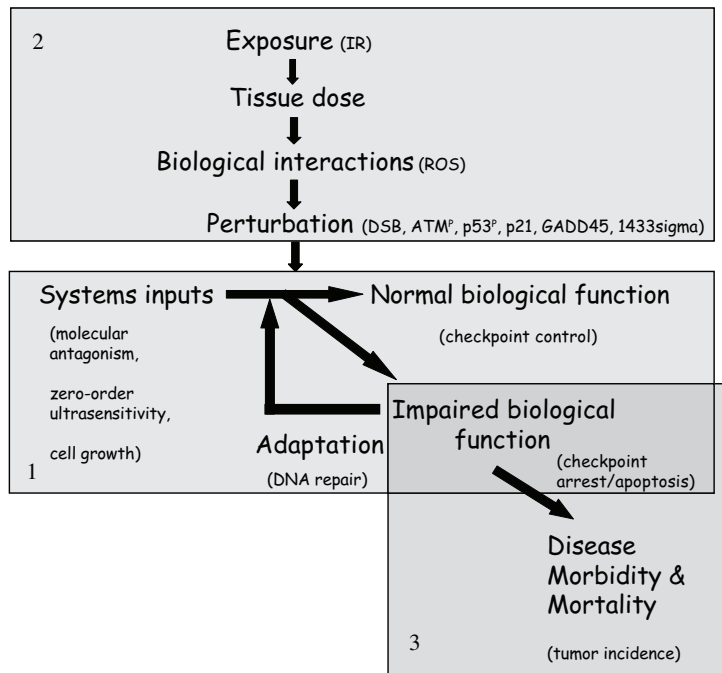 2
Exposure (IR)
Tissue dose
Biological interactions (ROS)
Perturbation (DSB, ATMᴾ, p53ᴾ, p21, GADD45, 1433sigma)
Systems inputs
Normal biological function
(molecular
antagonism,
zero-order
ultrasensitivity,
cell growth)
(checkpoint control)
Impaired biological
function
(checkpoint
arrest/apoptosis)
Adaptation
(DNA repair)
1
Disease
Morbidity &
Mortality
(tumor incidence)
3